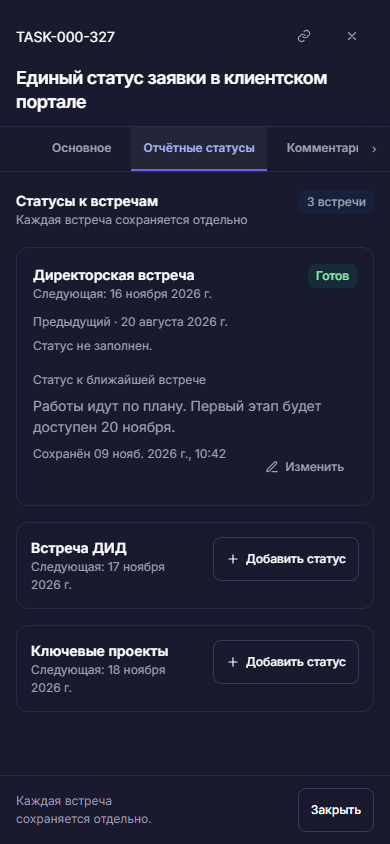 TASK-000-327
Единый статус заявки в клиентском
портале
Основное
Отчётные статусы
Комментари
Статусы к встречам
3 встречи
Каждая встреча сохраняется отдельно
Директорская встреча
Готов
Следующая: 16 ноября 2026 г.
Предыдущий · 20 августа 2026 г.
Статус не заполнен.
Статус к ближайшей встрече
Работы идут по плану. Первый этап будет
доступен 20 ноября.
Сохранён 09 нояб. 2026 г., 10:42
Изменить
Встреча ДИД
Следующая: 17 ноября
2026 г.
+ Добавить статус
Ключевые проекты
Следующая: 18 ноября
2026 г.
+ Добавить статус
Каждая встреча
сохраняется отдельно.
Закрыть